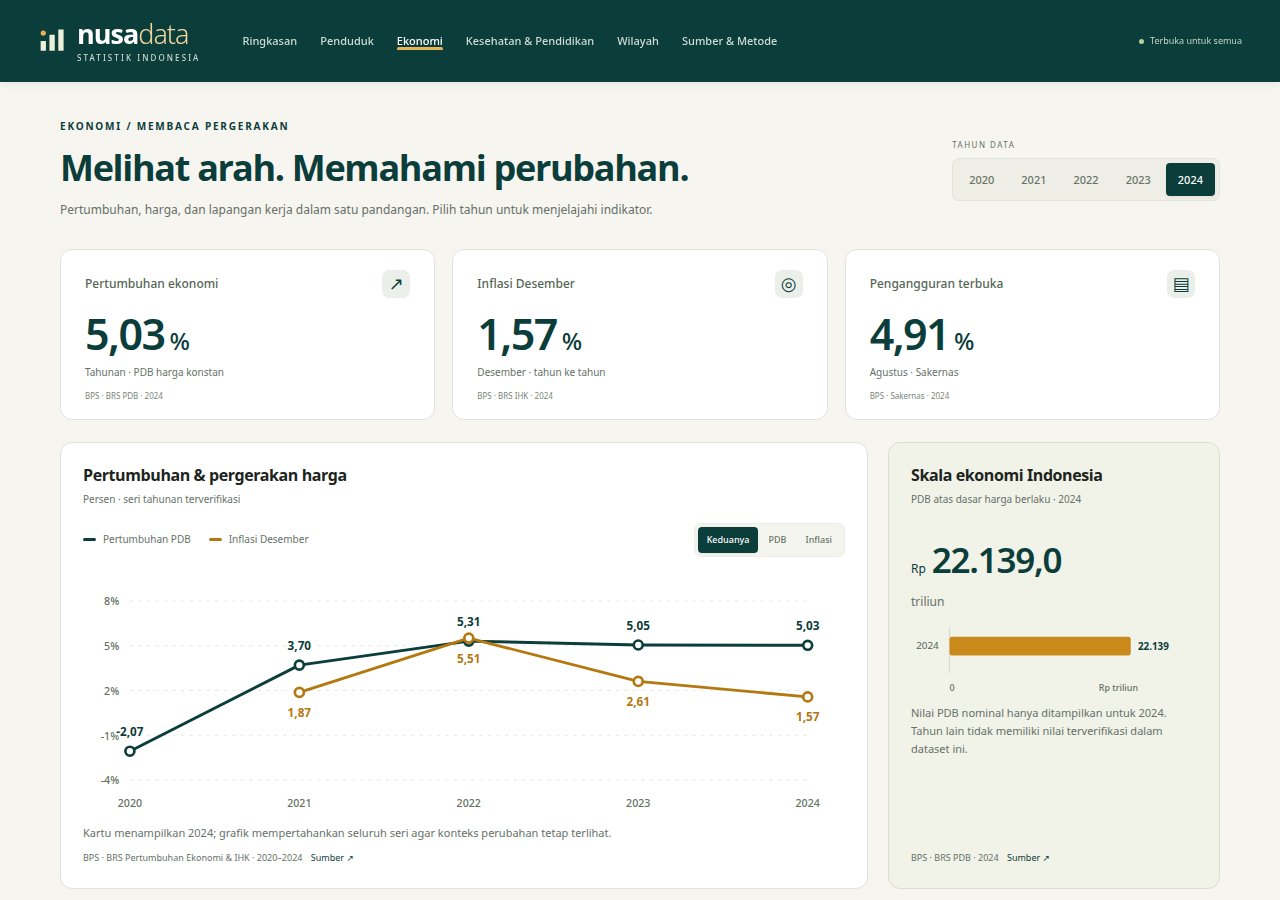 nusadata
STATISTIK INDONESIA
Ringkasan Penduduk Ekonomi Kesehatan & Pendidikan Wilayah Sumber & Metode
Terbuka untuk semua
EKONOMI / MEMBACA PERGERAKAN
Melihat arah. Memahami perubahan.
Pertumbuhan, harga, dan lapangan kerja dalam satu pandangan. Pilih tahun untuk menjelajahi indikator.
TAHUN DATA
2020 2021 2022 2023 2024
Pertumbuhan ekonomi ↗
5,03 %
Tahunan · PDB harga konstan
BPS · BRS PDB · 2024
Inflasi Desember ◎
1,57 %
Desember · tahun ke tahun
BPS · BRS IHK · 2024
Pengangguran terbuka ▤
4,91 %
Agustus · Sakernas
BPS · Sakernas · 2024
Pertumbuhan & pergerakan harga
Persen · seri tahunan terverifikasi
Pertumbuhan PDB Inflasi Desember
Keduanya PDB Inflasi
8%
5%
2%
-1%
-4%
-2,07
3,70
5,31
5,05
5,03
1,87
5,51
2,61
1,57
2020 2021 2022 2023 2024
Kartu menampilkan 2024; grafik mempertahankan seluruh seri agar konteks perubahan tetap terlihat.
BPS · BRS Pertumbuhan Ekonomi & IHK · 2020–2024 Sumber ↗
Skala ekonomi Indonesia
PDB atas dasar harga berlaku · 2024
Rp 22.139,0
triliun
2024 22.139
0 Rp triliun
Nilai PDB nominal hanya ditampilkan untuk 2024.
Tahun lain tidak memiliki nilai terverifikasi dalam
dataset ini.
BPS · BRS PDB · 2024 Sumber ↗